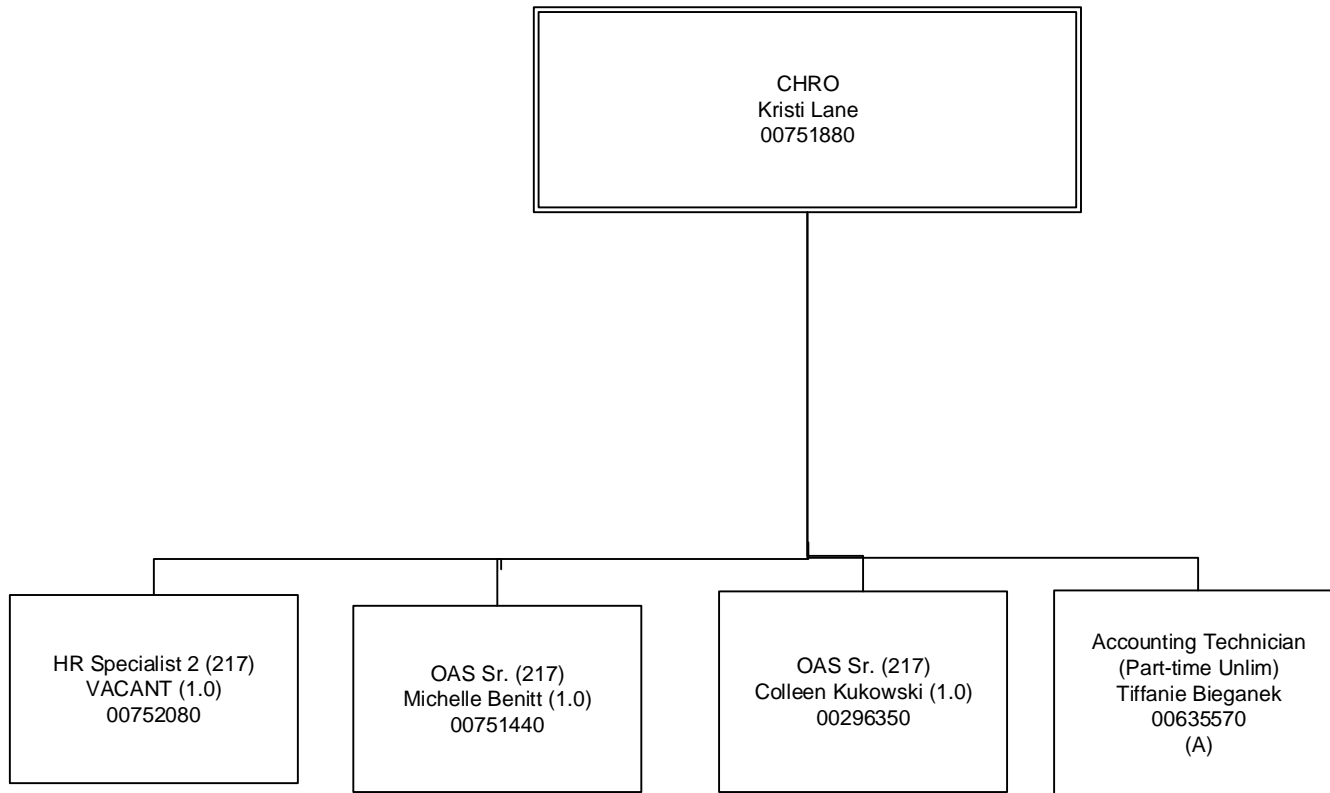 CHRO
Kristi Lane
00751880
HR Specialist 2 (217)
VACANT (1.0)
00752080
OAS Sr. (217)
Michelle Benitt (1.0)
00751440
OAS Sr. (217)
Colleen Kukowski (1.0)
00296350
Accounting Technician
(Part-time Unlim)
Tiffanie Bieganek
00635570
(A)